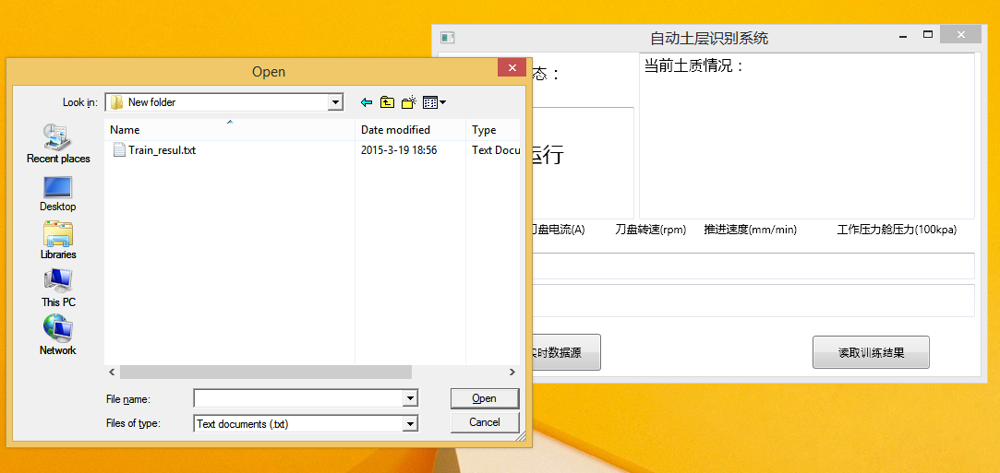 自动土层识别系统
Open
态：
当前土质情况：
Look in:
New folder
Name
Date modified
Type
Train_resul.txt
2015-3-19 18:56
Text Docu
运行
Recent places
Desktop
Libraries
This PC
Network
刀盘电流(A)
刀盘转速(rpm)
推进速度(mm/min)
工作压力舱压力(100kpa)
实时数据源
读取训练结果
File name:
Open
Files of type:
Text documents (.txt)
Cancel